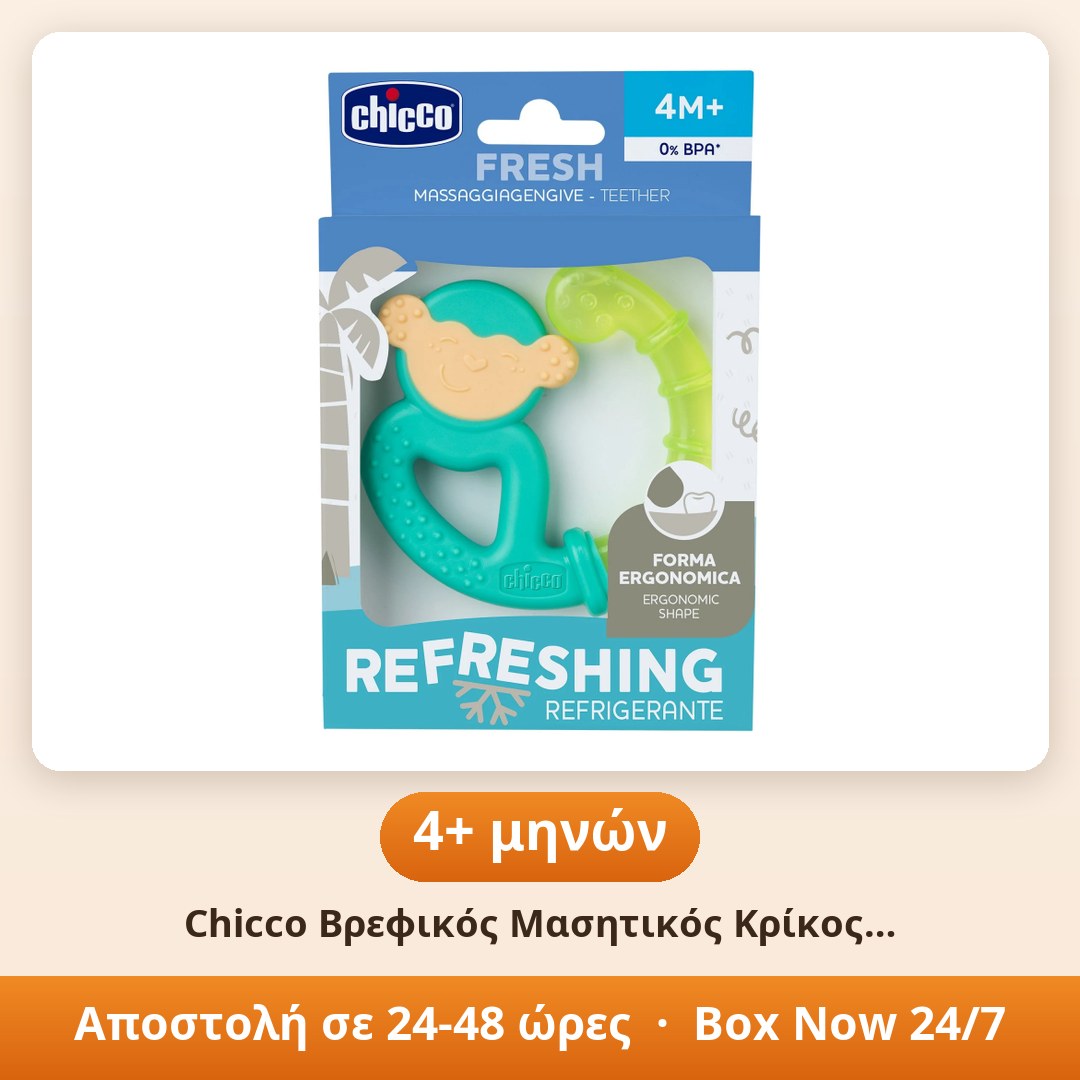 chicco
4M+
0% BPA*
FRESH
MASSAGGIAGENGIVE - TEETHER
chicco
FORMA
ERGONOMICA
ERGONOMIC
SHAPE
REFRESHING
REFRIGERANTE
4+ μηνών
Chicco Βρεφικός Μασητικός Κρίκος...
Αποστολή σε 24-48 ώρες · Box Now 24/7